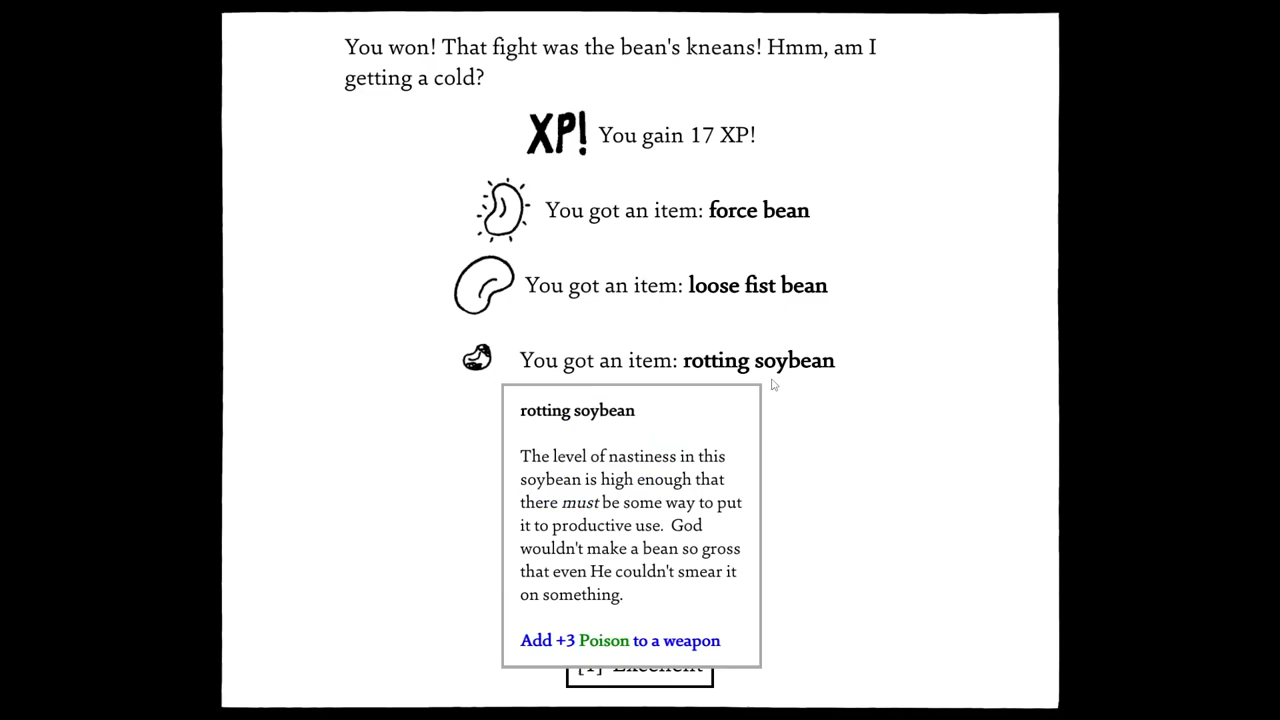 You won! That fight was the bean's kneans! Hmm, am I
getting a cold?
XP! You gain 17 XP!
You got an item: force bean
You got an item: loose fist bean
You got an item: rotting soybean
rotting soybean
The level of nastiness in this
soybean is high enough that
there must be some way to put
it to productive use.  God
wouldn't make a bean so gross
that even He couldn't smear it
on something.
Add +3 Poison to a weapon
[1] Excellent